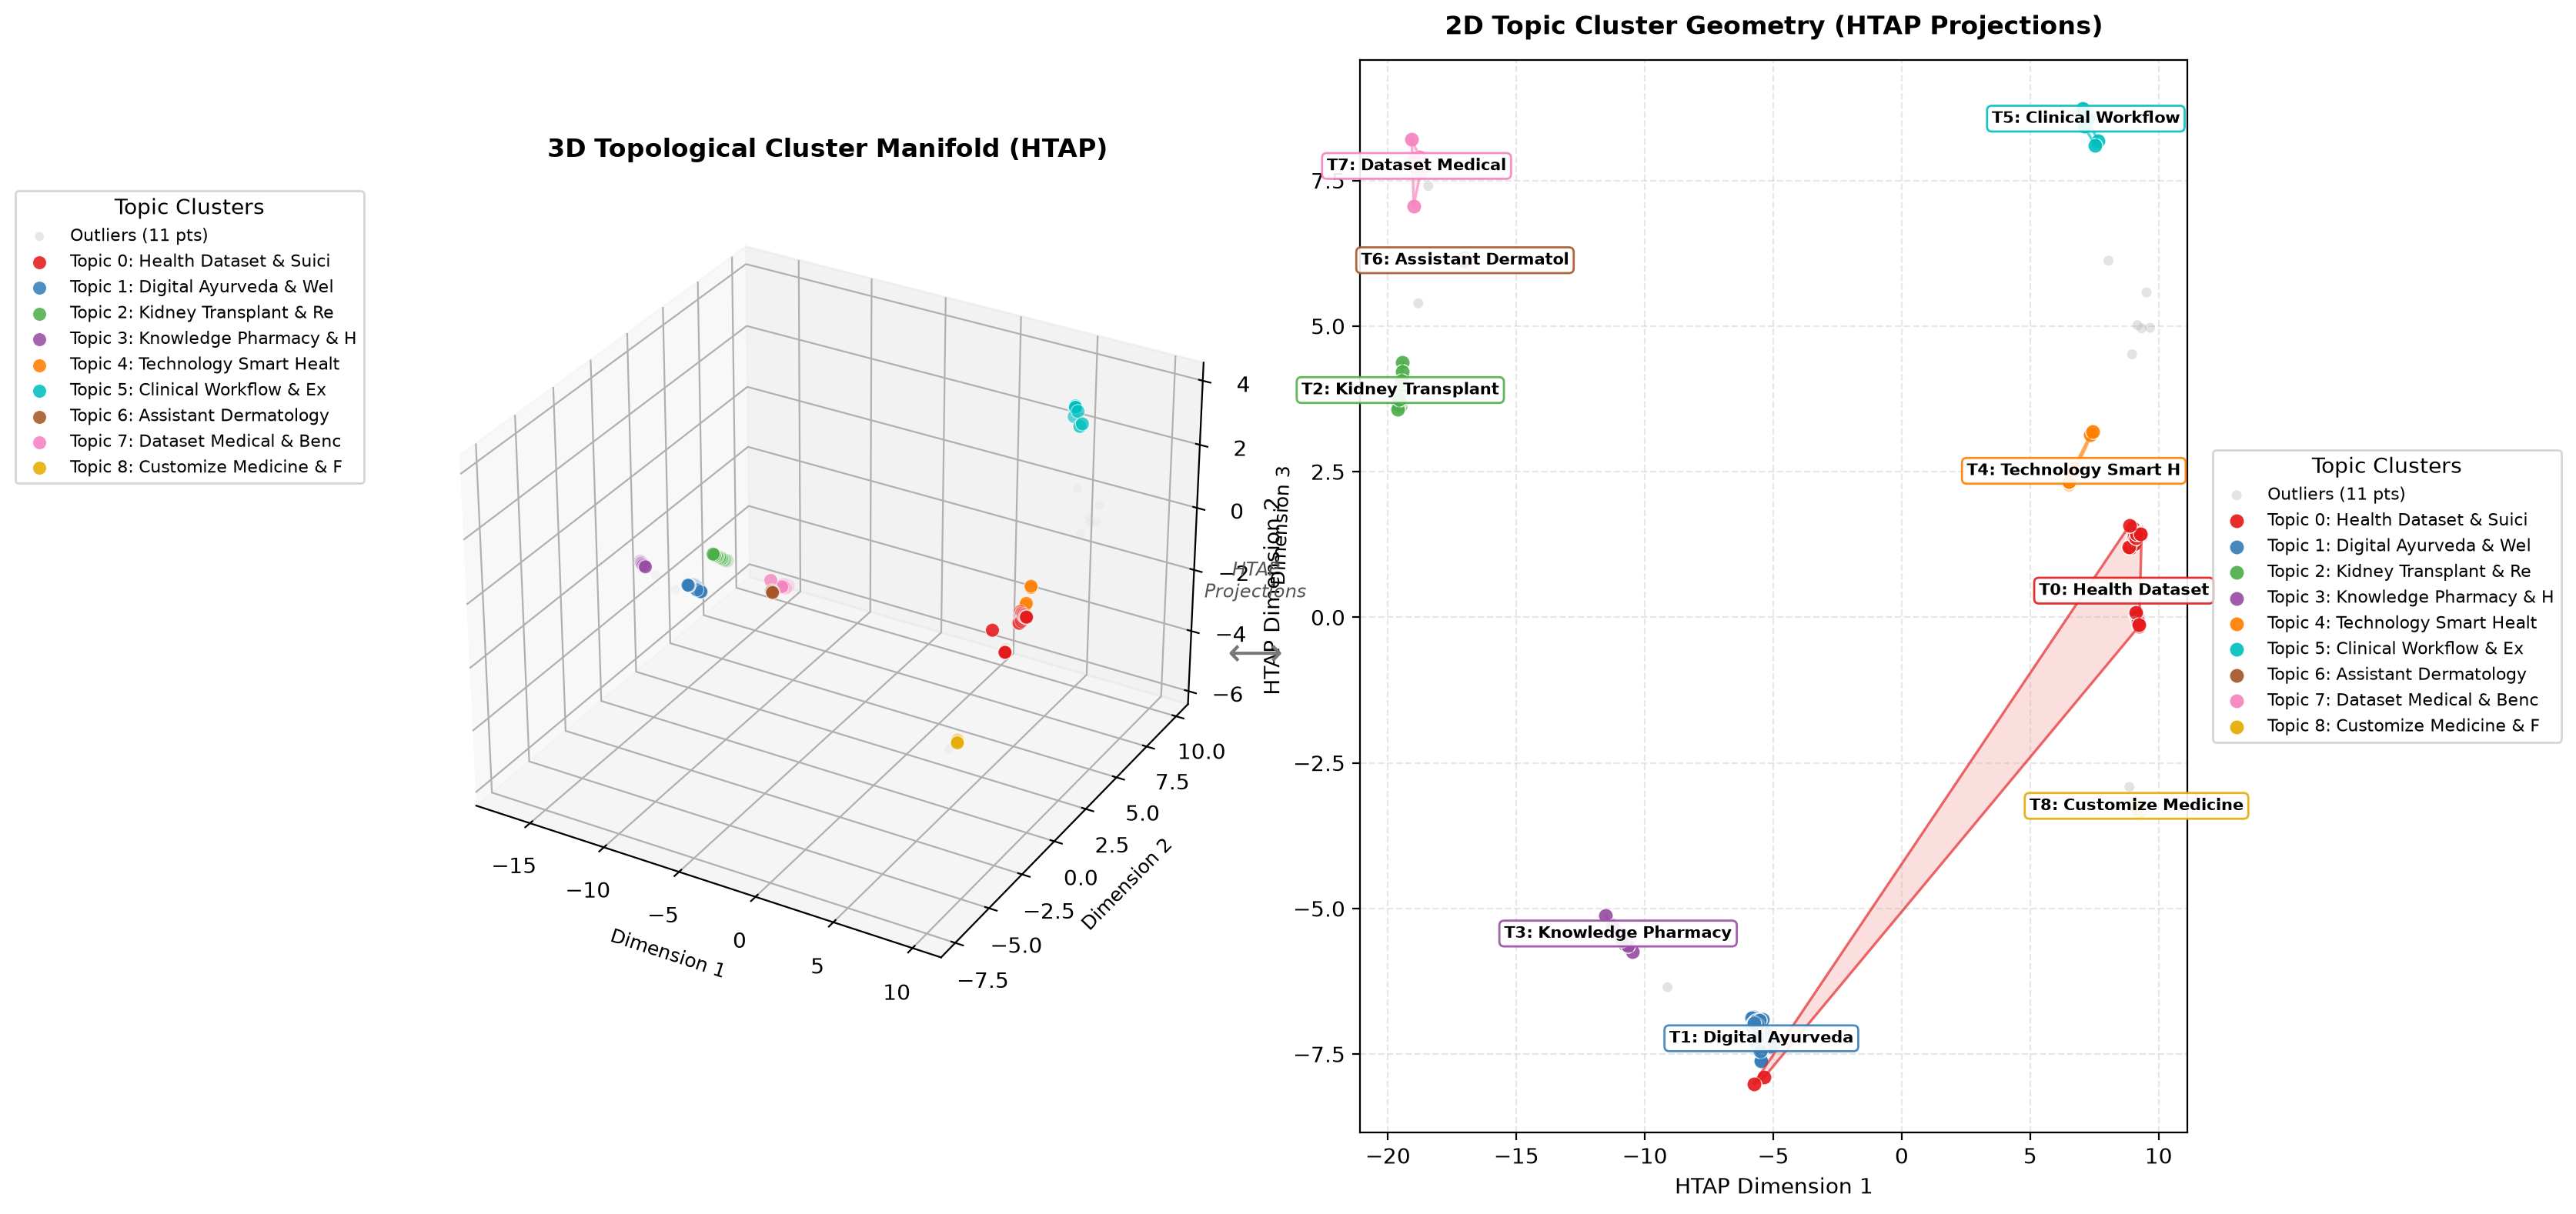 3D Topological Cluster Manifold (HTAP)
Topic Clusters
Outliers (11 pts)
Topic 0: Health Dataset & Suici
Topic 1: Digital Ayurveda & Wel
Topic 2: Kidney Transplant & Re
Topic 3: Knowledge Pharmacy & H
Topic 4: Technology Smart Healt
Topic 5: Clinical Workflow & Ex
Topic 6: Assistant Dermatology
Topic 7: Dataset Medical & Benc
Topic 8: Customize Medicine & F
4
2
0
−2
−4
−6
10.0
7.5
5.0
2.5
0.0
−2.5
−5.0
−7.5
−15
−10
−5
0
5
10
Dimension 1
Dimension 2
Dimension 3
HTAP
Projections
2D Topic Cluster Geometry (HTAP Projections)
HTAP Dimension 2
7.5
5.0
2.5
0.0
−2.5
−5.0
−7.5
T5: Clinical Workflow
T7: Dataset Medical
T6: Assistant Dermatol
T2: Kidney Transplant
T4: Technology Smart H
T0: Health Dataset
T8: Customize Medicine
T3: Knowledge Pharmacy
T1: Digital Ayurveda
−20
−15
−10
−5
0
5
10
HTAP Dimension 1
Topic Clusters
Outliers (11 pts)
Topic 0: Health Dataset & Suici
Topic 1: Digital Ayurveda & Wel
Topic 2: Kidney Transplant & Re
Topic 3: Knowledge Pharmacy & H
Topic 4: Technology Smart Healt
Topic 5: Clinical Workflow & Ex
Topic 6: Assistant Dermatology
Topic 7: Dataset Medical & Benc
Topic 8: Customize Medicine & F